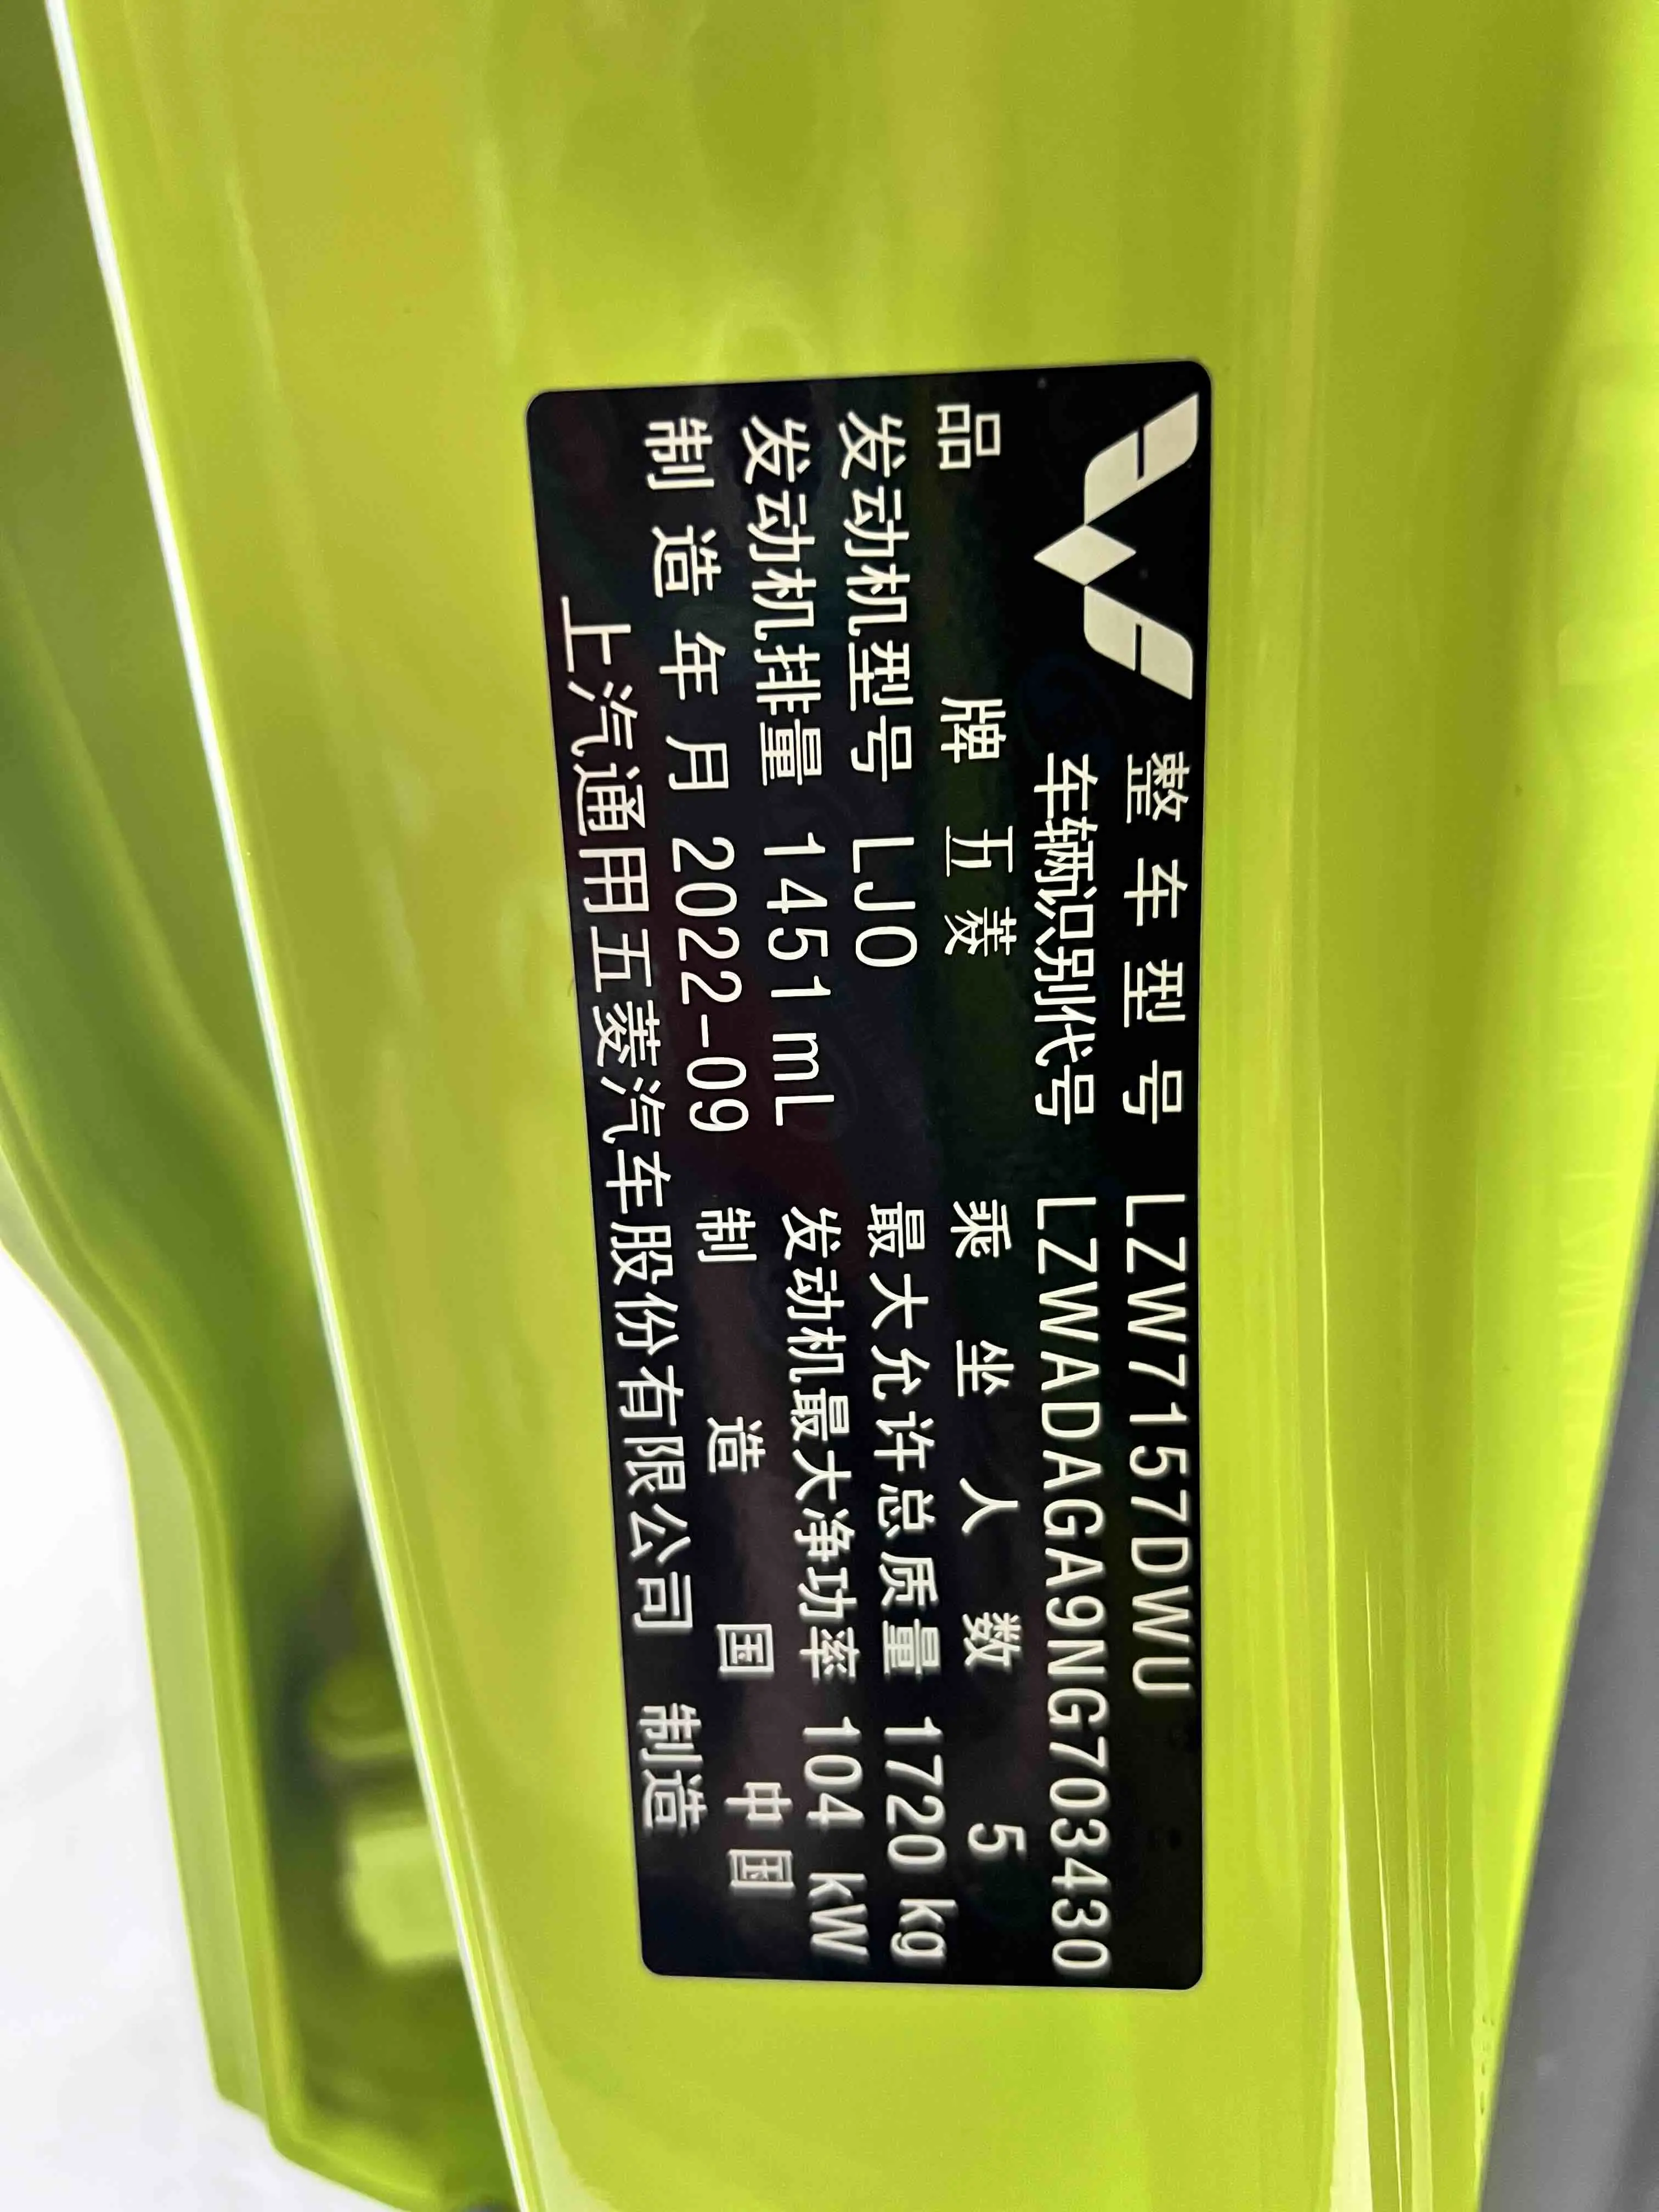 整车型号 LZW7157DWU
车辆识别代号 LZWADAGA9NG703430
品牌 五菱 乘坐人数 5
发动机型号 LJO 最大允许总质量 1720 kg
发动机排量 1451 mL 发动机最大净功率 104 kW
制造年月 2022-09 制造国 中国
上汽通用五菱汽车股份有限公司 制造